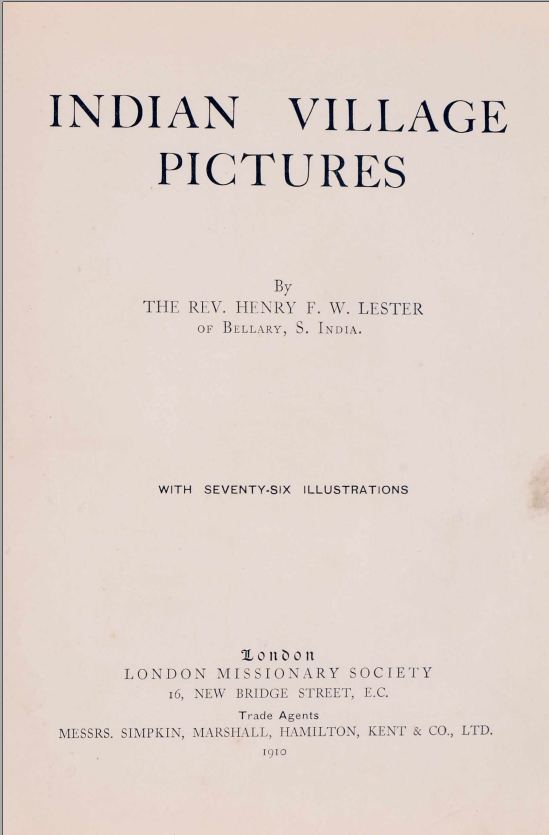 INDIAN VILLAGE
PICTURES
By
THE REV. HENRY F. W. LESTER
OF BELLARY, S. INDIA.
WITH SEVENTY-SIX ILLUSTRATIONS
London
LONDON MISSIONARY SOCIETY
16, NEW BRIDGE STREET, E.C.
Trade Agents
MESSRS. SIMPKIN, MARSHALL, HAMILTON, KENT & CO., LTD.
1910